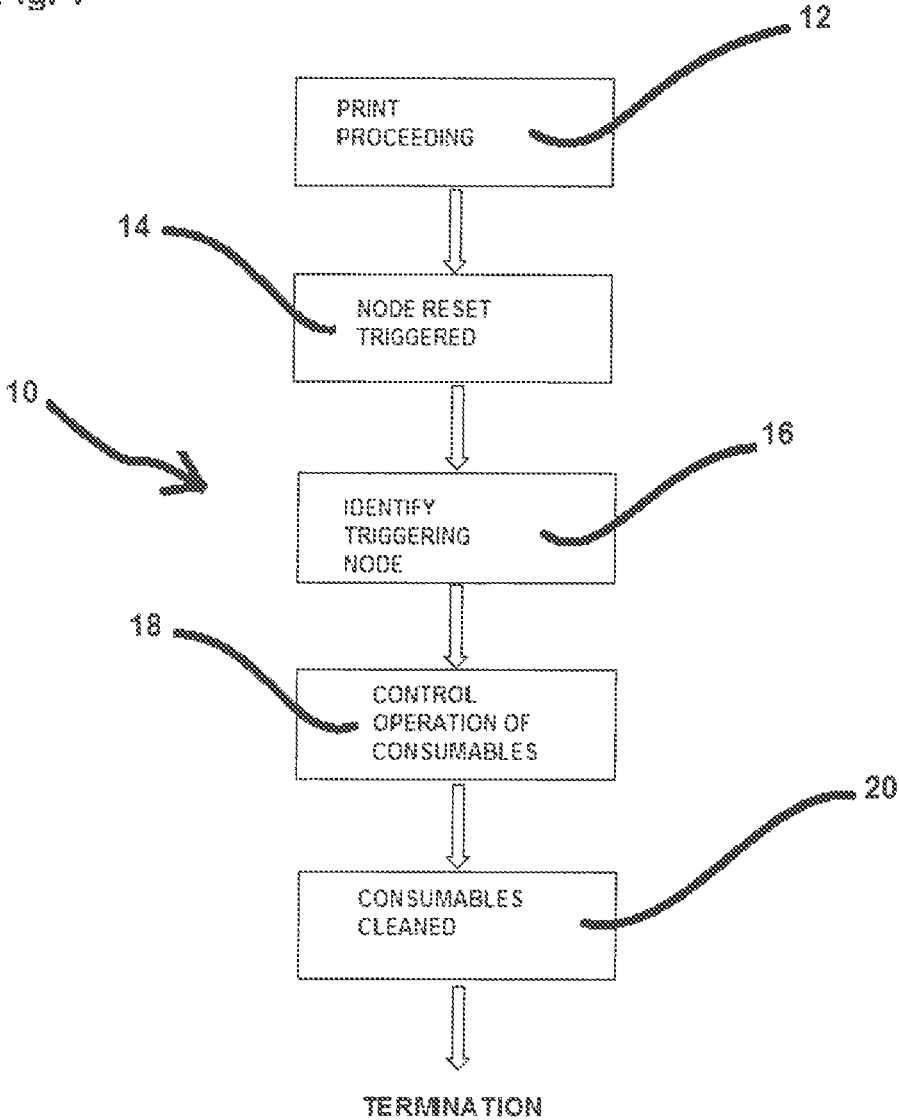 12
PRINT
PROCEEDING
14
NODE RESET
TRIGGERED
10
16
IDENTIFY
TRIGGERING
NODE
18
CONTROL
OPERATION OF
CONSUMABLES
20
CONSUMABLES
CLEANED
TERMINATION